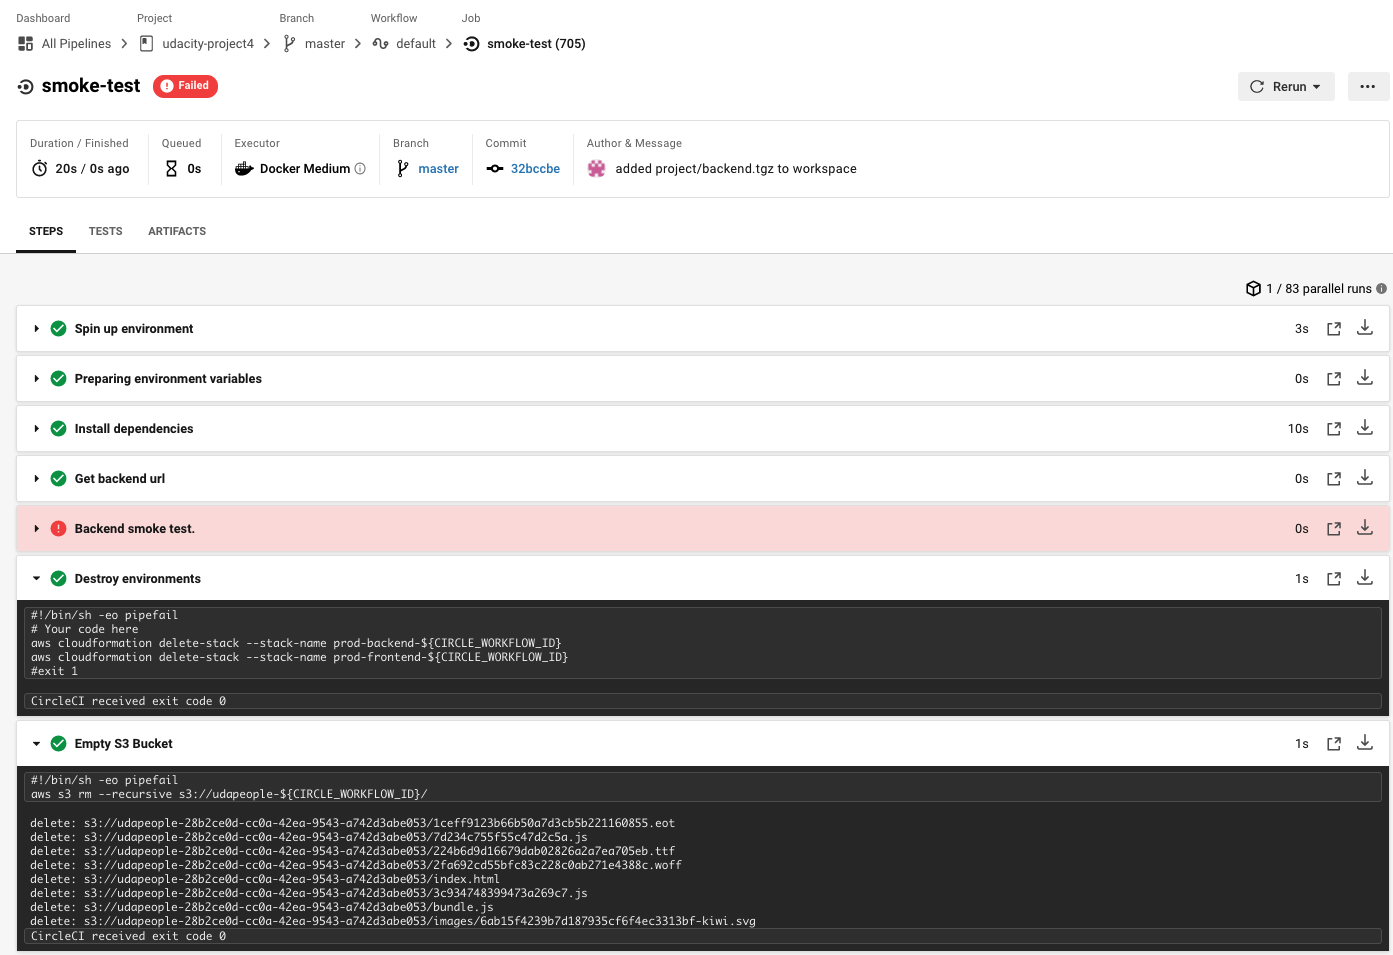 Dashboard Project Branch Workflow Job
All Pipelines udacity-project4 master default smoke-test (705)
smoke-test Failed Rerun
Duration / Finished Queued Executor Branch Commit Author & Message
20s / 0s ago 0s Docker Medium master 32bccbe added project/backend.tgz to workspace
STEPS TESTS ARTIFACTS
1 / 83 parallel runs
Spin up environment 3s
Preparing environment variables 0s
Install dependencies 10s
Get backend url 0s
Backend smoke test. 0s
Destroy environments 1s
#!/bin/sh -eo pipefail
# Your code here
aws cloudformation delete-stack --stack-name prod-backend-${CIRCLE_WORKFLOW_ID}
aws cloudformation delete-stack --stack-name prod-frontend-${CIRCLE_WORKFLOW_ID}
#exit 1
CircleCI received exit code 0
Empty S3 Bucket 1s
#!/bin/sh -eo pipefail
aws s3 rm --recursive s3://udapeople-${CIRCLE_WORKFLOW_ID}/
delete: s3://udapeople-28b2ce0d-cc0a-42ea-9543-a742d3abe053/1ceff9123b66b50a7d3cb5b221160855.eot
delete: s3://udapeople-28b2ce0d-cc0a-42ea-9543-a742d3abe053/7d234c755f55c47d2c5a.js
delete: s3://udapeople-28b2ce0d-cc0a-42ea-9543-a742d3abe053/224b6d9d16679dab02826a2a7ea705eb.ttf
delete: s3://udapeople-28b2ce0d-cc0a-42ea-9543-a742d3abe053/2fa692cd55bfc83c228c0ab271e4388c.woff
delete: s3://udapeople-28b2ce0d-cc0a-42ea-9543-a742d3abe053/index.html
delete: s3://udapeople-28b2ce0d-cc0a-42ea-9543-a742d3abe053/3c934748399473a269c7.js
delete: s3://udapeople-28b2ce0d-cc0a-42ea-9543-a742d3abe053/bundle.js
delete: s3://udapeople-28b2ce0d-cc0a-42ea-9543-a742d3abe053/images/6ab15f4239b7d187935cf6f4ec3313bf-kiwi.svg
CircleCI received exit code 0